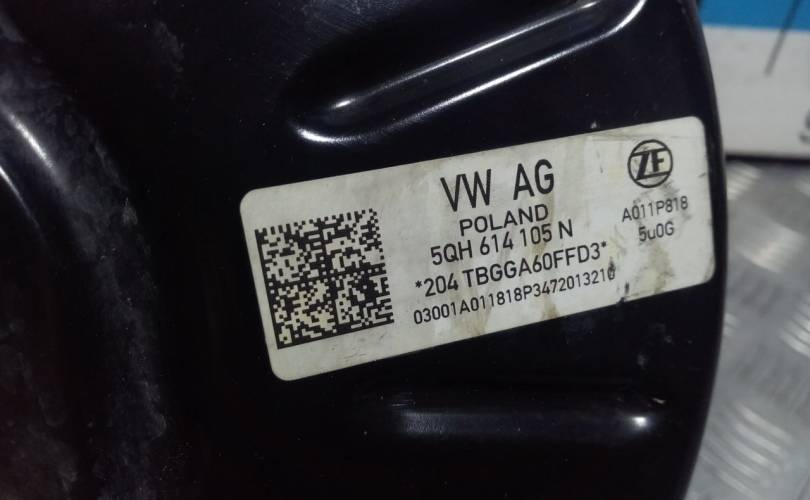 VW AG
POLAND
5QH 614 105 N
*204 TBGGA60FFD3*
03001A011818P3472013210
ZF
A011P818
5u0G